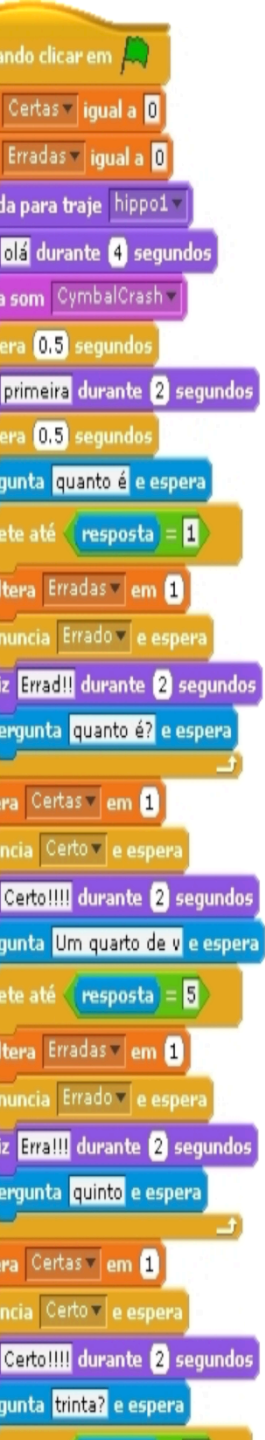 ando clicar em
Certas igual a 0
Erradas igual a 0
da para traje hippo1
olá durante 4 segundos
a som CymbalCrash
era 0.5 segundos
primeira durante 2 segundos
era 0.5 segundos
gunta quanto é e espera
ete até resposta = 1
ltera Erradas em 1
nuncia Errado e espera
iz Errad!! durante 2 segundos
ergunta quanto é? e espera
era Certas em 1
ncia Certo e espera
Certo!!!! durante 2 segundos
gunta Um quarto de v e espera
ete até resposta = 5
ltera Erradas em 1
nuncia Errado e espera
iz Erra!!! durante 2 segundos
ergunta quinto e espera
era Certas em 1
ncia Certo e espera
Certo!!!! durante 2 segundos
gunta trinta? e espera